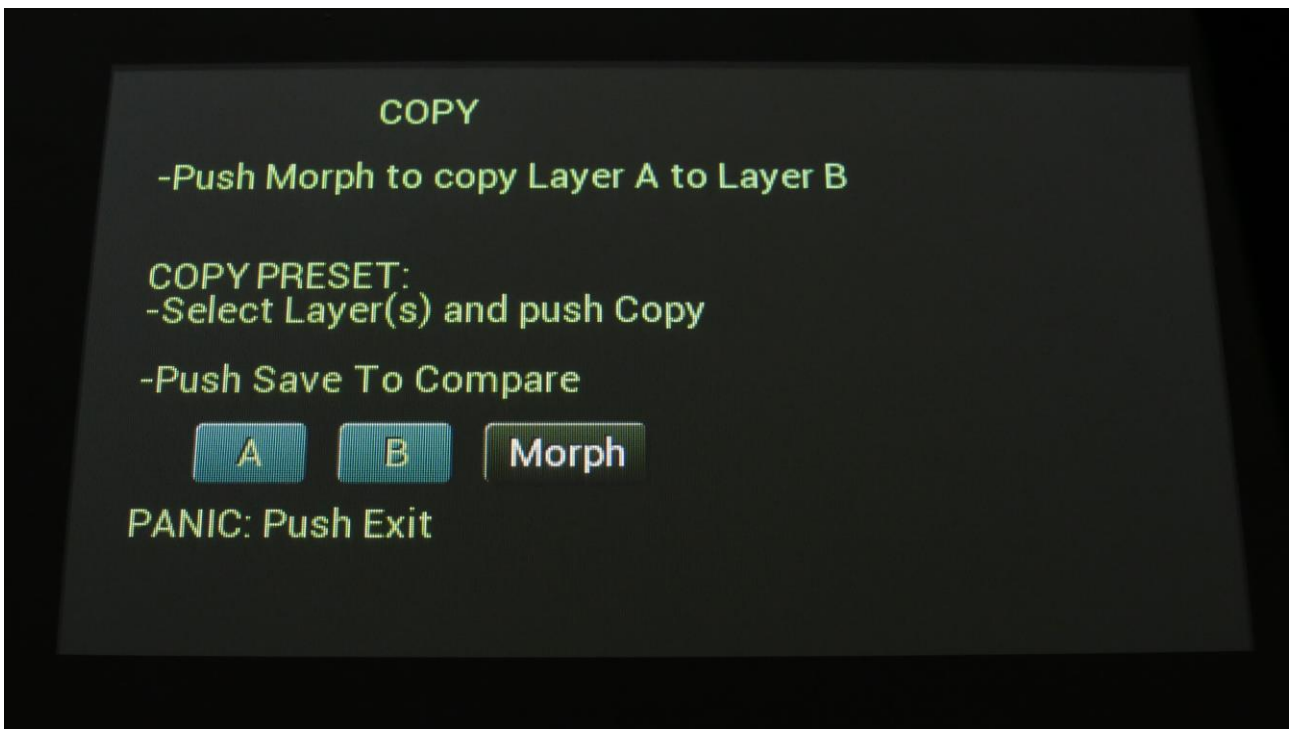 COPY
-Push Morph to copy Layer A to Layer B
COPY PRESET:
-Select Layer(s) and push Copy
-Push Save To Compare
A B Morph
PANIC: Push Exit